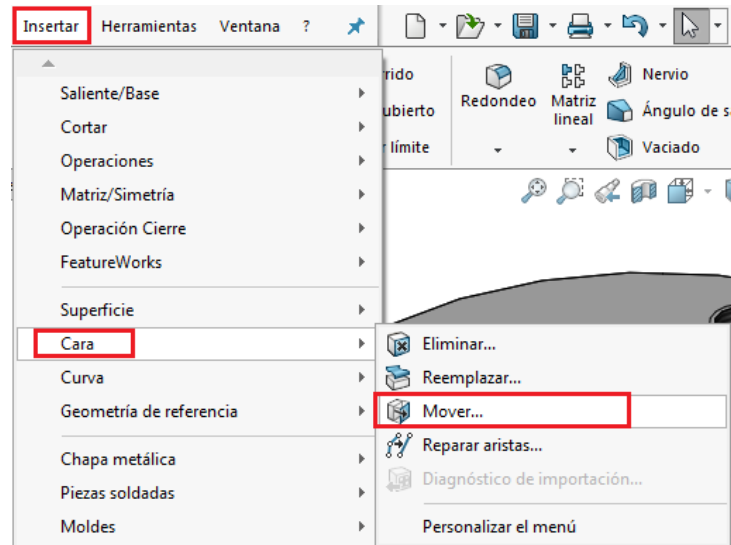 Insertar Herramientas Ventana ?
Saliente/Base
Cortar
Operaciones
Matriz/Simetría
Operación Cierre
FeatureWorks
Superficie
Cara
Curva
Geometría de referencia
Chapa metálica
Piezas soldadas
Moldes
límite
Redondeo
Matriz
lineal
Nervio
Ángulo de
Vaciado
Eliminar...
Reemplazar...
Mover...
Reparar aristas...
Diagnóstico de importación...
Personalizar el menú